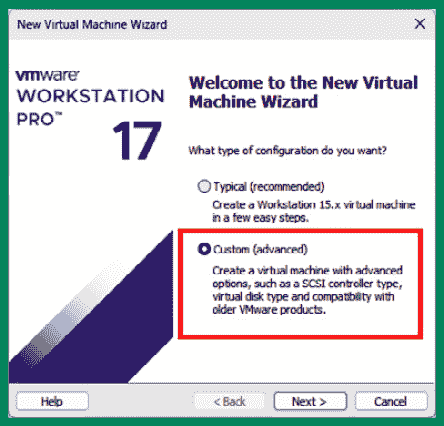 New Virtual Machine Wizard
vmware
WORKSTATION
PRO™
17
Welcome to the New Virtual
Machine Wizard
What type of configuration do you want?
Typical (recommended)
Create a Workstation 15.x virtual machine
in a few easy steps.
Custom (advanced)
Create a virtual machine with advanced
options, such as a SCSI controller type,
virtual disk type and compatibility with
older VMware products.
Help
< Back
Next >
Cancel